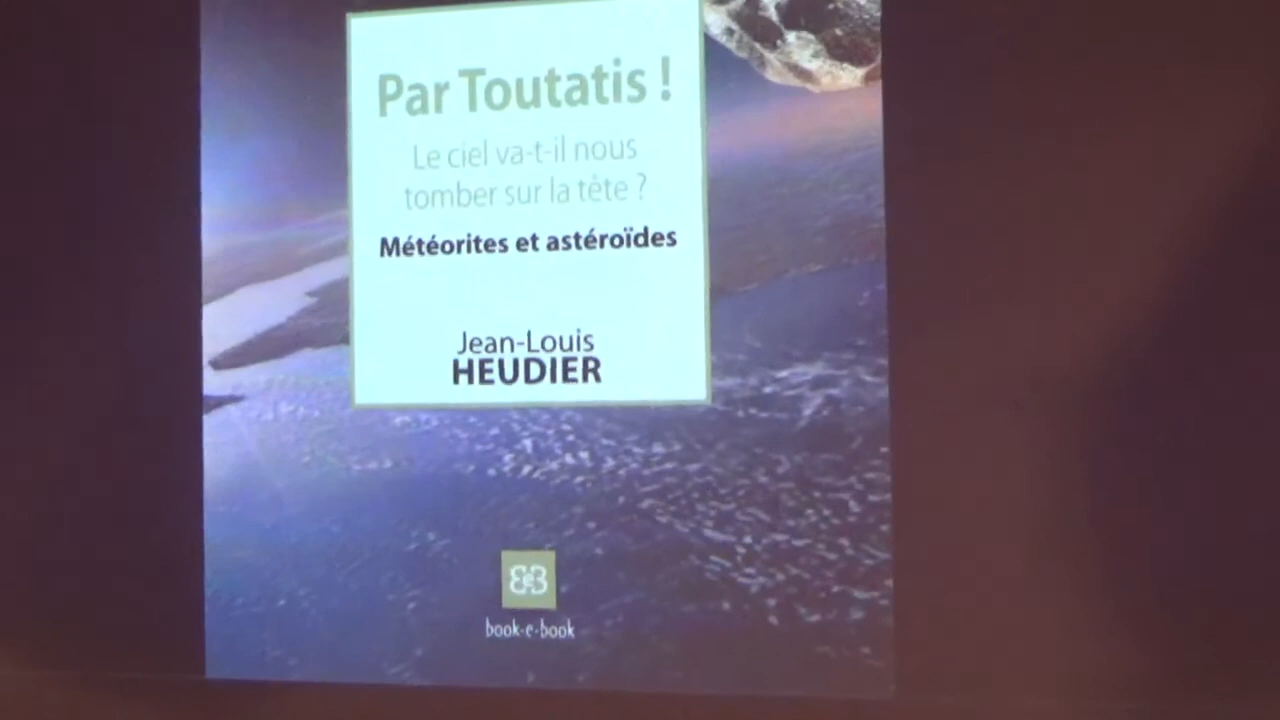 Par Toutatis !
Le ciel va-t-il nous
tomber sur la tête ?
Météorites et astéroïdes
Jean-Louis
HEUDIER
book-e-book